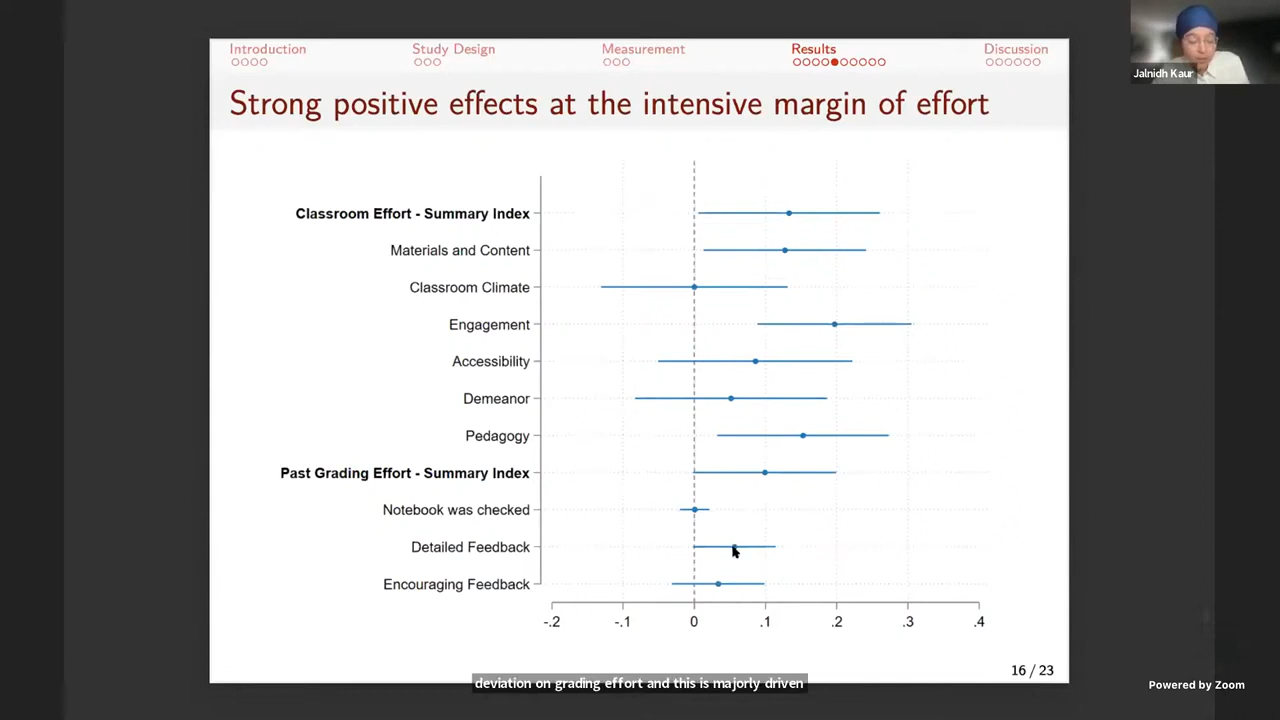 Introduction
Study Design
Measurement
Results
Discussion
Jalnidh Kaur
Strong positive effects at the intensive margin of effort
Classroom Effort - Summary Index
Materials and Content
Classroom Climate
Engagement
Accessibility
Demeanor
Pedagogy
Past Grading Effort - Summary Index
Notebook was checked
Detailed Feedback
Encouraging Feedback
-.2 -.1 0 .1 .2 .3 .4
16 / 23
deviation on grading effort and this is majorly driven
Powered by Zoom